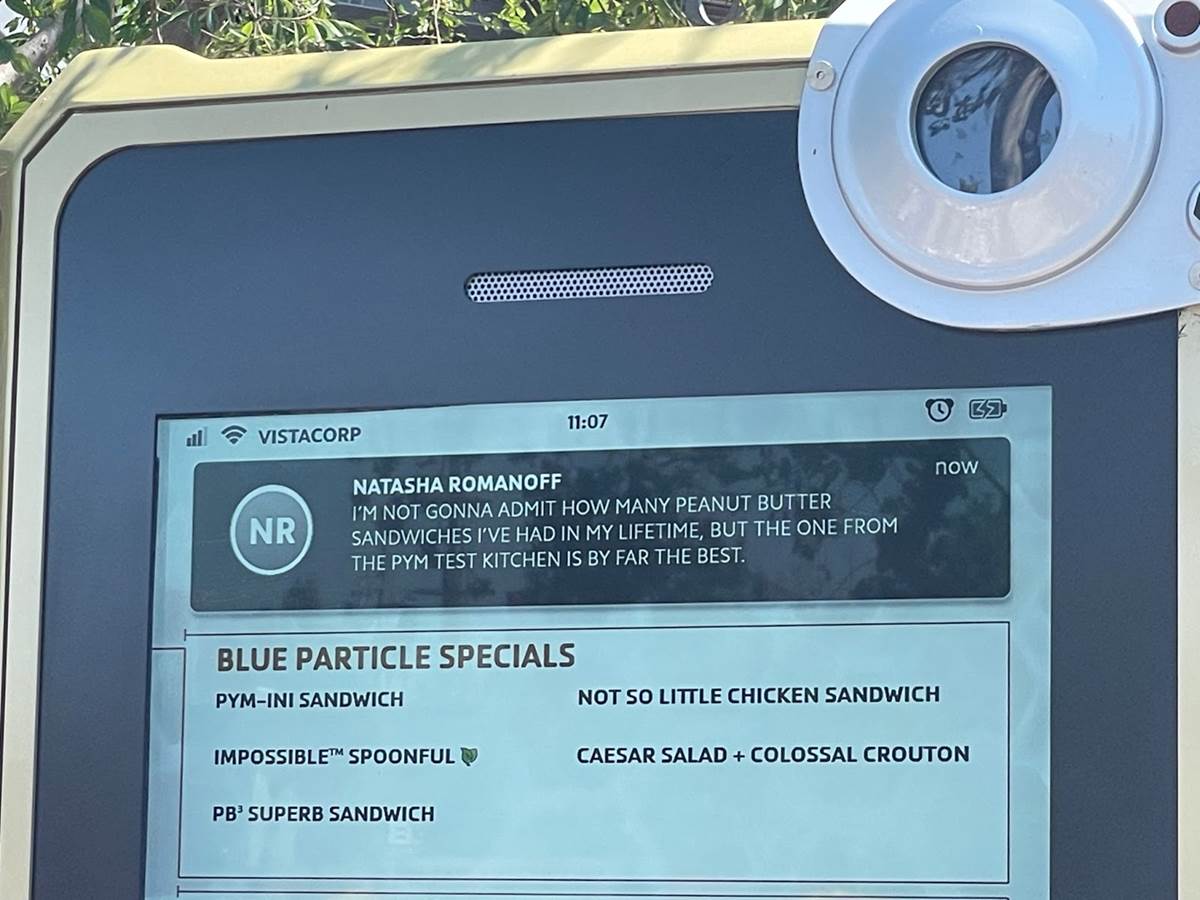 VISTACORP
11:07
NR
NATASHA ROMANOFF
now
I'M NOT GONNA ADMIT HOW MANY PEANUT BUTTER
SANDWICHES I'VE HAD IN MY LIFETIME, BUT THE ONE FROM
THE PYM TEST KITCHEN IS BY FAR THE BEST.
BLUE PARTICLE SPECIALS
PYM-INI SANDWICH
NOT SO LITTLE CHICKEN SANDWICH
IMPOSSIBLE™ SPOONFUL
CAESAR SALAD + COLOSSAL CROUTON
PB³ SUPERB SANDWICH